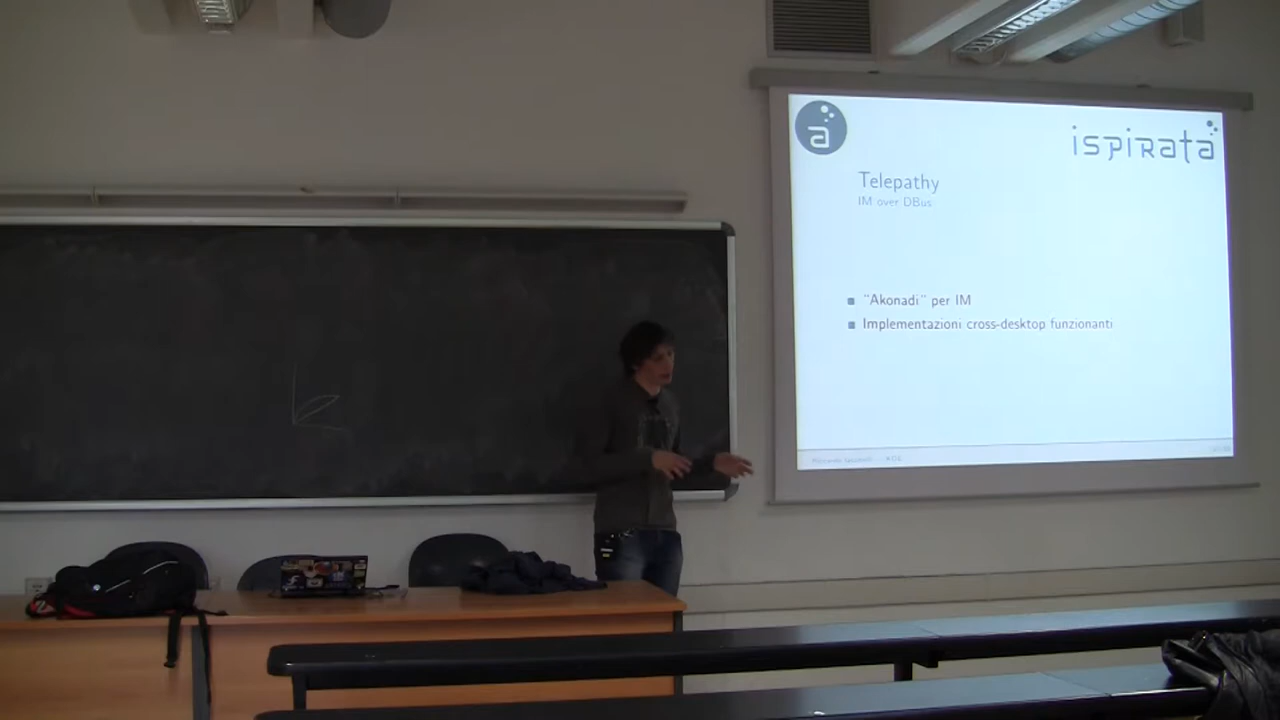 a
ispirata
Telepathy
IM over DBus
“Akonadi” per IM
Implementazioni cross-desktop funzionanti